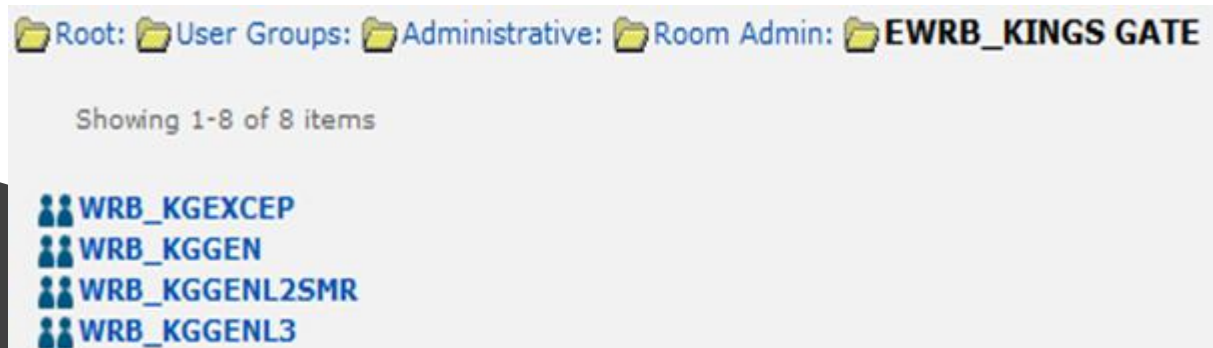 Root: User Groups: Administrative: Room Admin: EWRB_KINGS GATE
Showing 1-8 of 8 items
WRB_KGEXCEP
WRB_KGGEN
WRB_KGGENL2SMR
WRB_KGGENL3